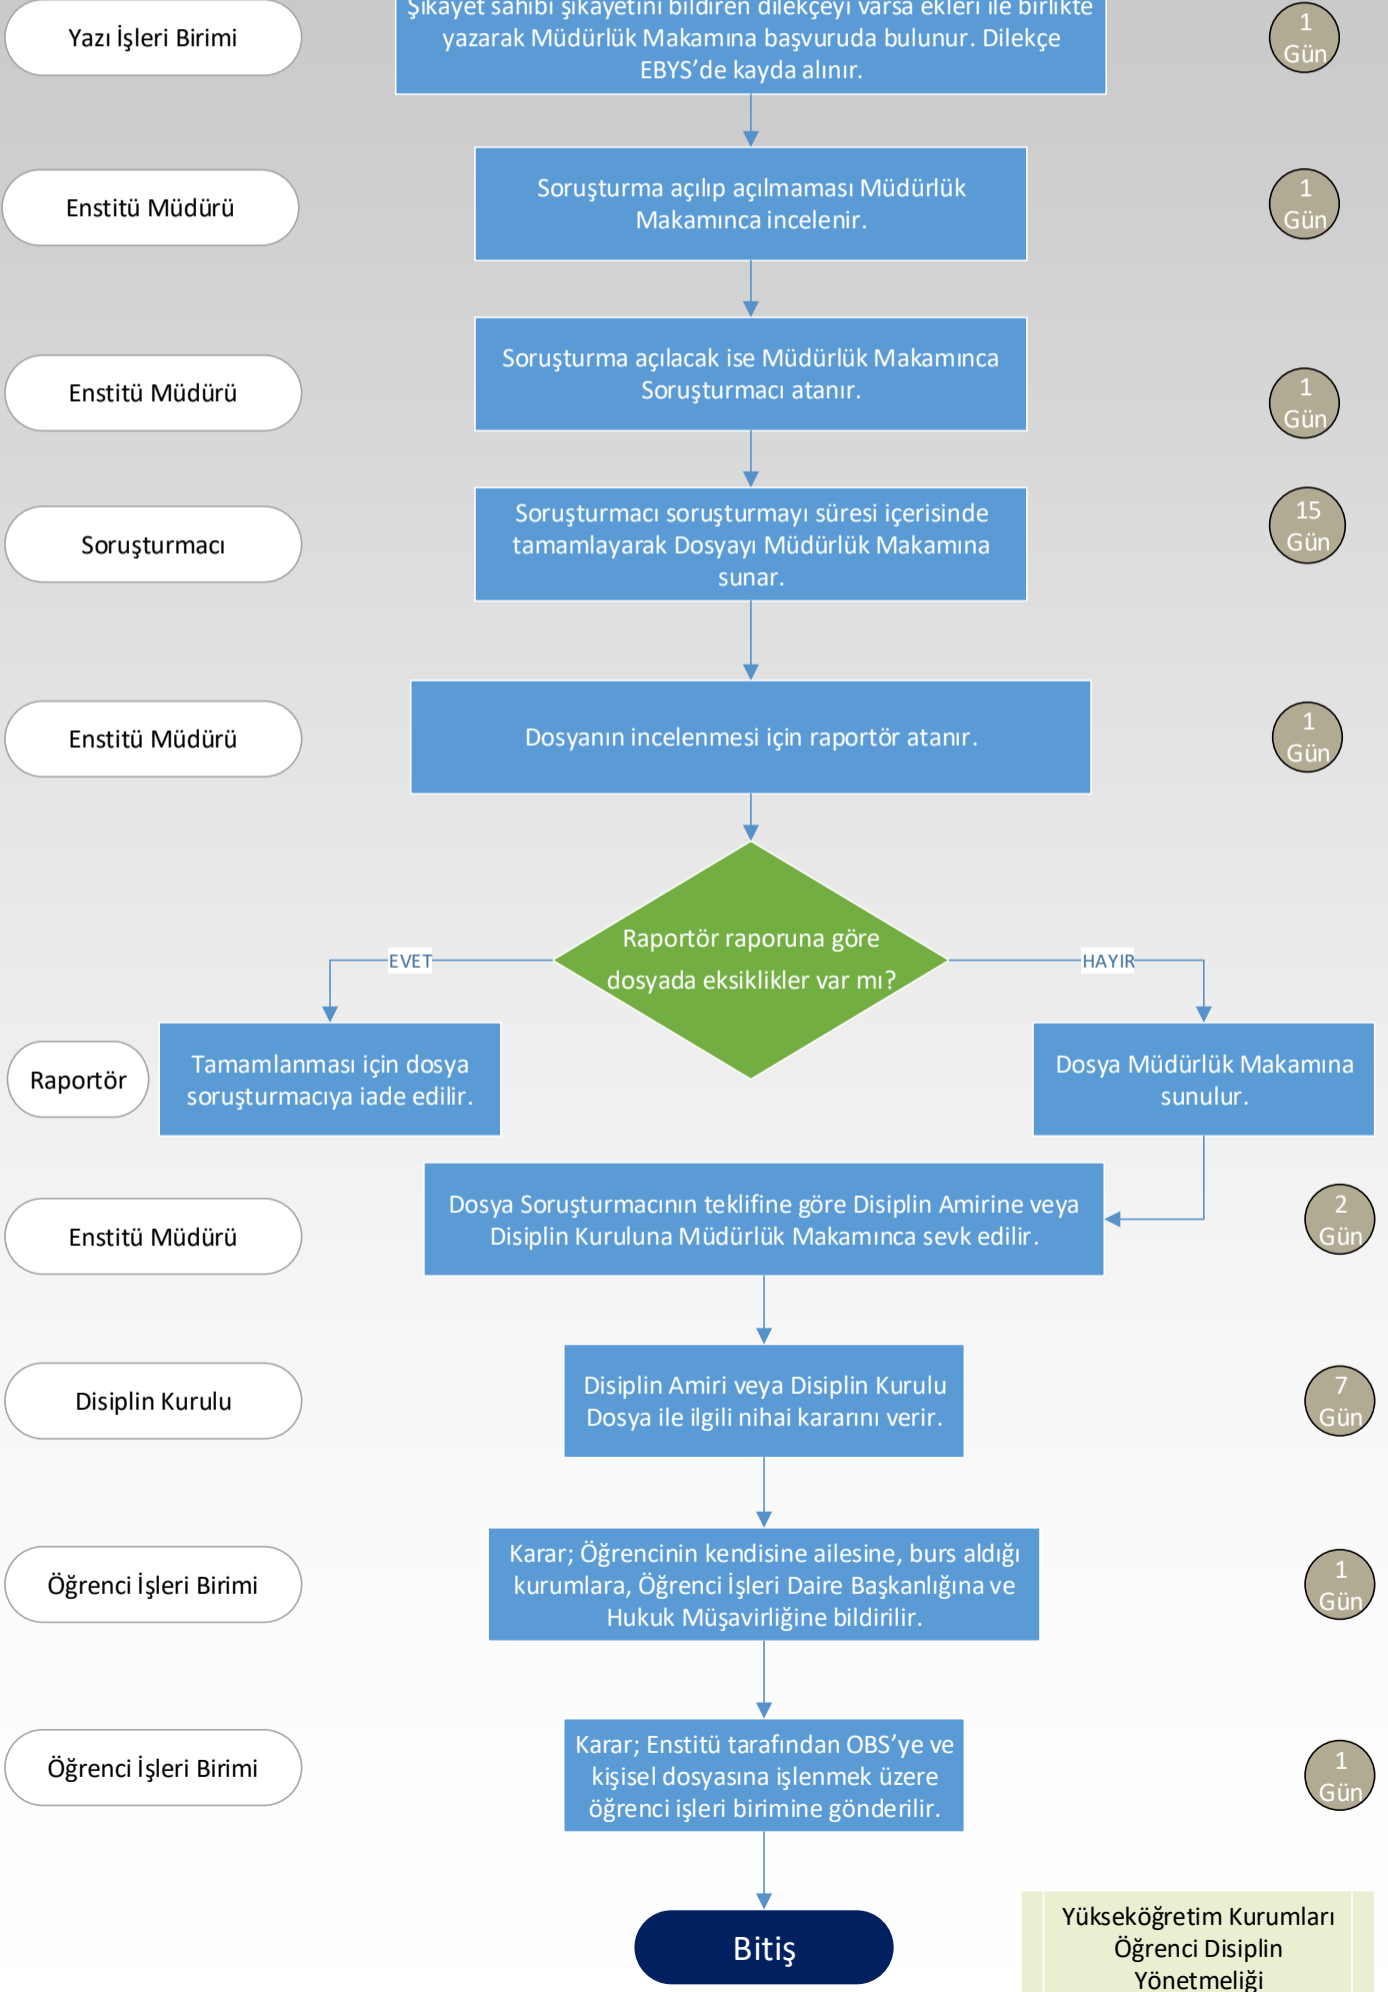 Yazı İşleri Birimi
Şikayet sahibi şikayetini bildiren dilekçeyi varsa ekleri ile birlikte
yazarak Müdürlük Makamına başvuruda bulunur. Dilekçe
EBYS’de kayda alınır.
1
Gün
Enstitü Müdürü
Soruşturma açılıp açılmaması Müdürlük
Makamınca incelenir.
1
Gün
Enstitü Müdürü
Soruşturma açılacak ise Müdürlük Makamınca
Soruşturmacı atanır.
1
Gün
Soruşturmacı
Soruşturmacı soruşturmayı süresi içerisinde
tamamlayarak Dosyayı Müdürlük Makamına
sunar.
15
Gün
Enstitü Müdürü
Dosyanın incelenmesi için raportör atanır.
1
Gün
Raportör raporuna göre
dosyada eksiklikler var mı?
EVET
HAYIR
Raportör
Tamamlanması için dosya
soruşturmacıya iade edilir.
Dosya Müdürlük Makamına
sunulur.
Enstitü Müdürü
Dosya Soruşturmacının teklifine göre Disiplin Amirine veya
Disiplin Kuruluna Müdürlük Makamınca sevk edilir.
2
Gün
Disiplin Kurulu
Disiplin Amiri veya Disiplin Kurulu
Dosya ile ilgili nihai kararını verir.
7
Gün
Öğrenci İşleri Birimi
Karar; Öğrencinin kendisine ailesine, burs aldığı
kurumlara, Öğrenci İşleri Daire Başkanlığına ve
Hukuk Müşavirliğine bildirilir.
1
Gün
Öğrenci İşleri Birimi
Karar; Enstitü tarafından OBS’ye ve
kişisel dosyasına işlenmek üzere
öğrenci işleri birimine gönderilir.
1
Gün
Bitiş
Yükseköğretim Kurumları
Öğrenci Disiplin
Yönetmeliği